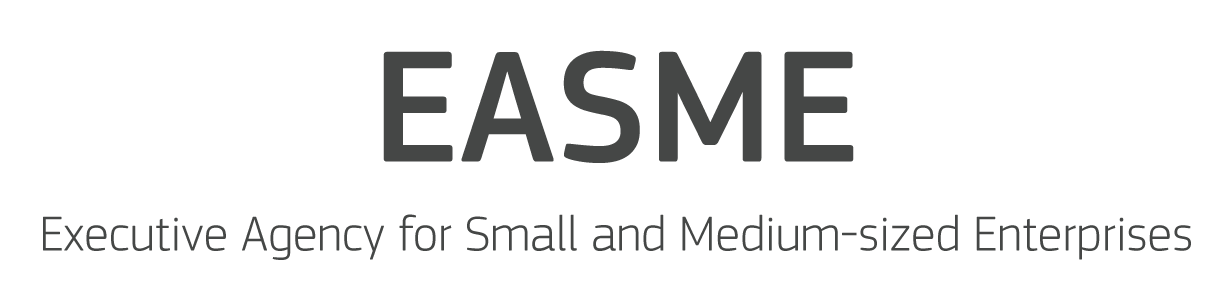 EASME
Executive Agency for Small and Medium-sized Enterprises